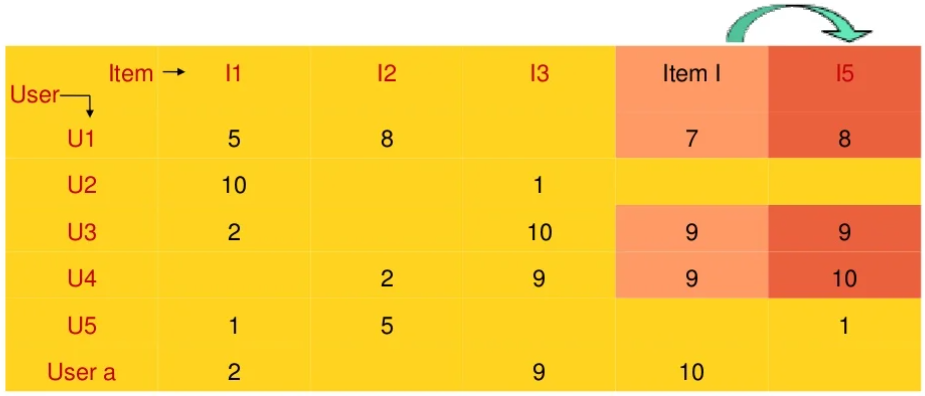 Item I1 I2 I3 Item I I5
User
U1 5 8 7 8
U2 10 1
U3 2 10 9 9
U4 2 9 9 10
U5 1 5 1
User a 2 9 10